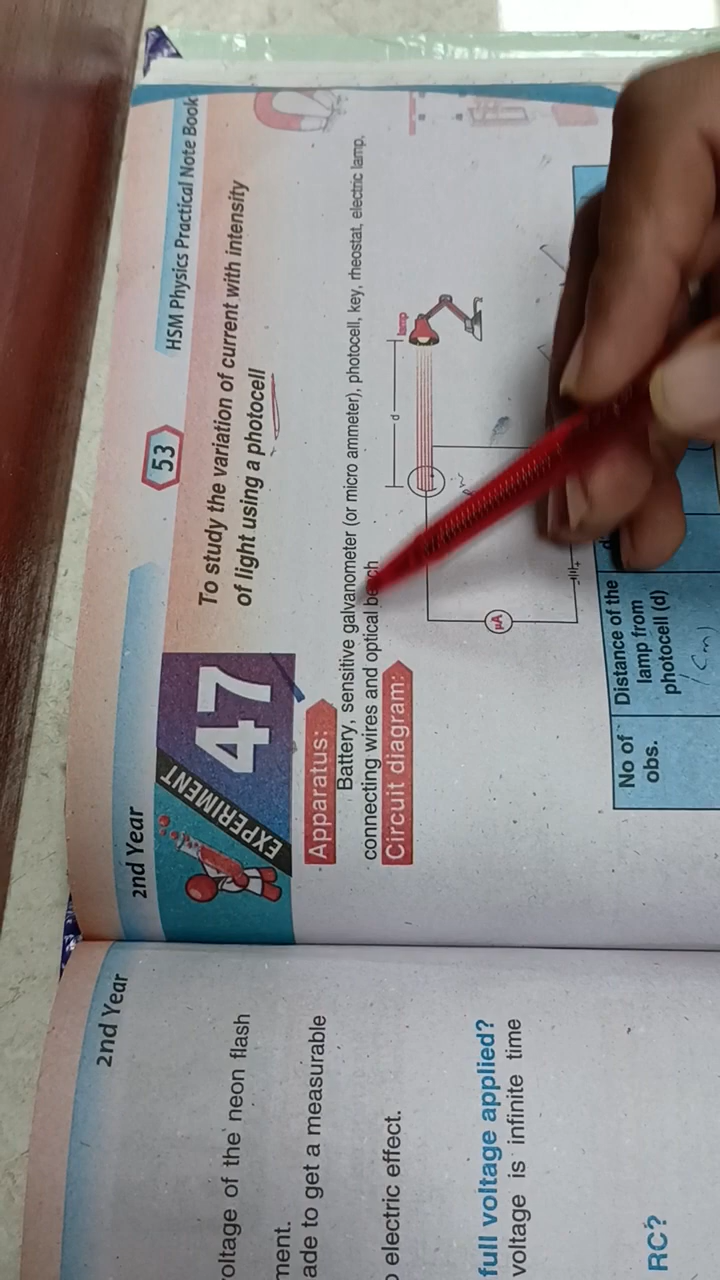 2nd Year
53
HSM Physics Practical Note Book
EXPERIMENT
47
To study the variation of current with intensity
of light using a photocell
Apparatus:
Battery, sensitive galvanometer (or micro ammeter), photocell, key, rheostat, electric lamp,
connecting wires and optical bench
Circuit diagram:
d
lamp
μA
No of
obs.
Distance of the
lamp from
photocell (d)
(cm)
2nd Year
voltage of the neon flash
ment.
ade to get a measurable
electric effect.
full voltage applied?
voltage is infinite time
RC?